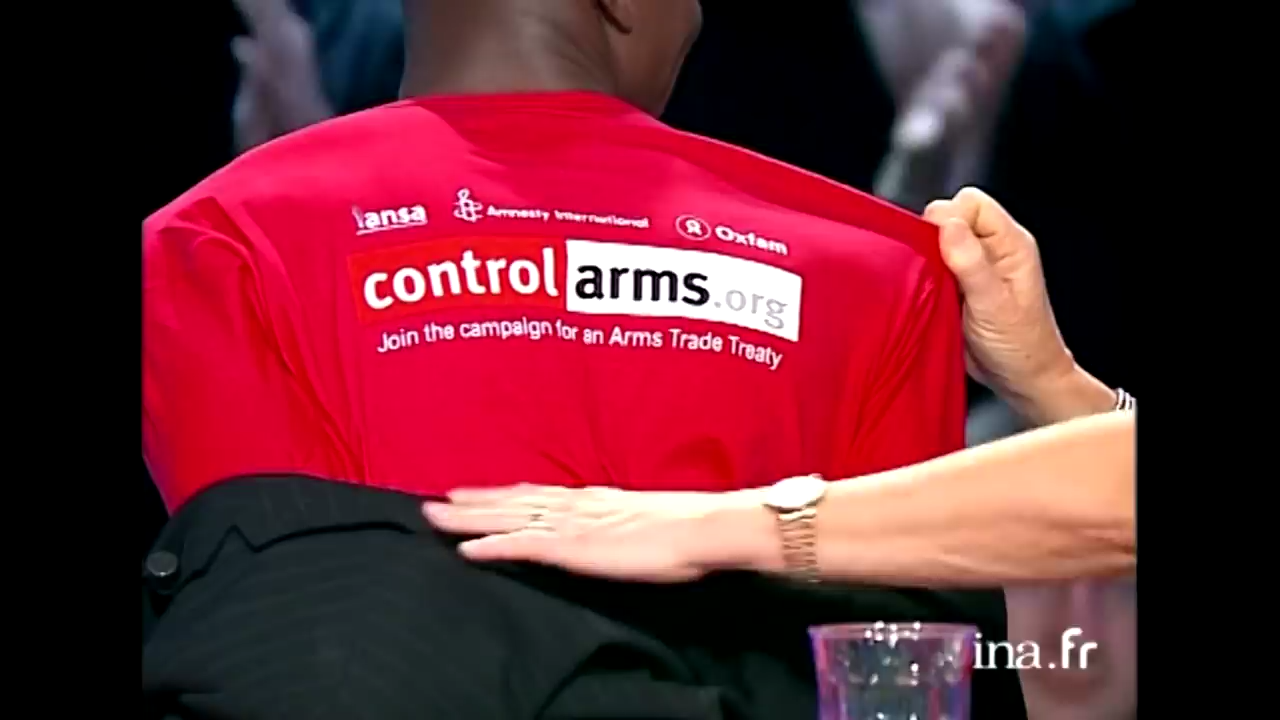 iansa Amnesty International Oxfam
controlarms.org
Join the campaign for an Arms Trade Treaty
ina.fr